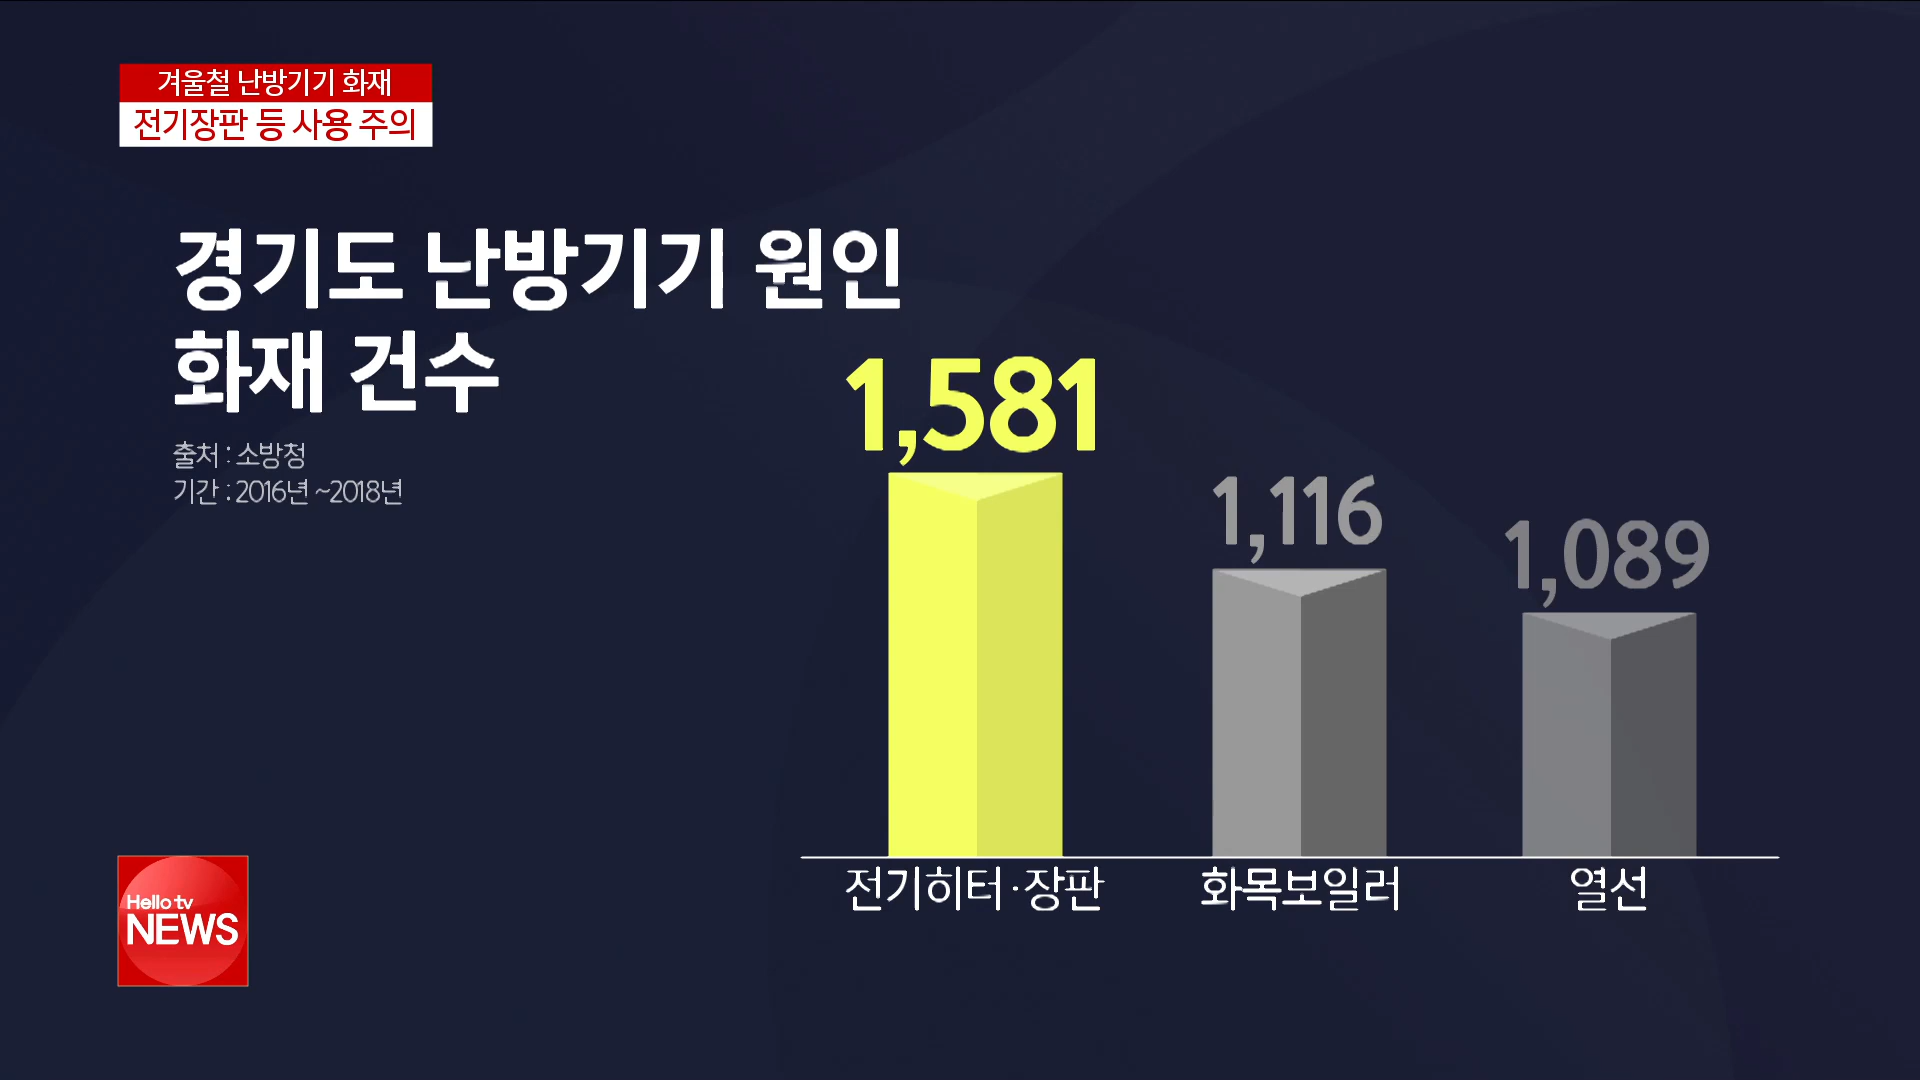 겨울철 난방기기 화재
전기장판 등 사용 주의
경기도 난방기기 원인
화재 건수
출처 : 소방청
기간 : 2016년 ~2018년
1,581
1,116
1,089
전기히터·장판
화목보일러
열선
Hello tv
NEWS